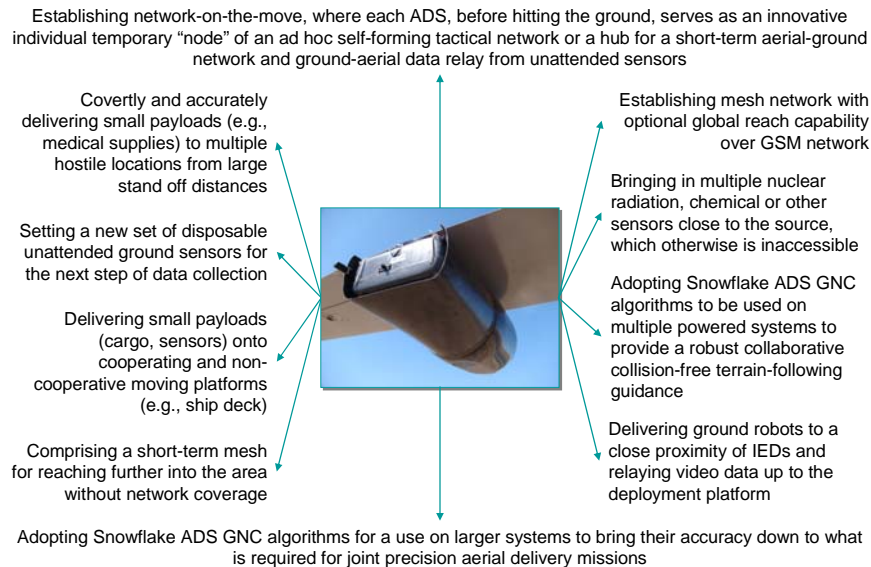 Establishing network-on-the-move, where each ADS, before hitting the ground, serves as an innovative
individual temporary “node” of an ad hoc self-forming tactical network or a hub for a short-term aerial-ground
network and ground-aerial data relay from unattended sensors
Covertly and accurately
delivering small payloads (e.g.,
medical supplies) to multiple
hostile locations from large
stand off distances
Setting a new set of disposable
unattended ground sensors for
the next step of data collection
Delivering small payloads
(cargo, sensors) onto
cooperating and non-
cooperative moving platforms
(e.g., ship deck)
Comprising a short-term mesh
for reaching further into the area
without network coverage
Establishing mesh network with
optional global reach capability
over GSM network
Bringing in multiple nuclear
radiation, chemical or other
sensors close to the source,
which otherwise is inaccessible
Adopting Snowflake ADS GNC
algorithms to be used on
multiple powered systems to
provide a robust collaborative
collision-free terrain-following
guidance
Delivering ground robots to a
close proximity of IEDs and
relaying video data up to the
deployment platform
Adopting Snowflake ADS GNC algorithms for a use on larger systems to bring their accuracy down to what
is required for joint precision aerial delivery missions